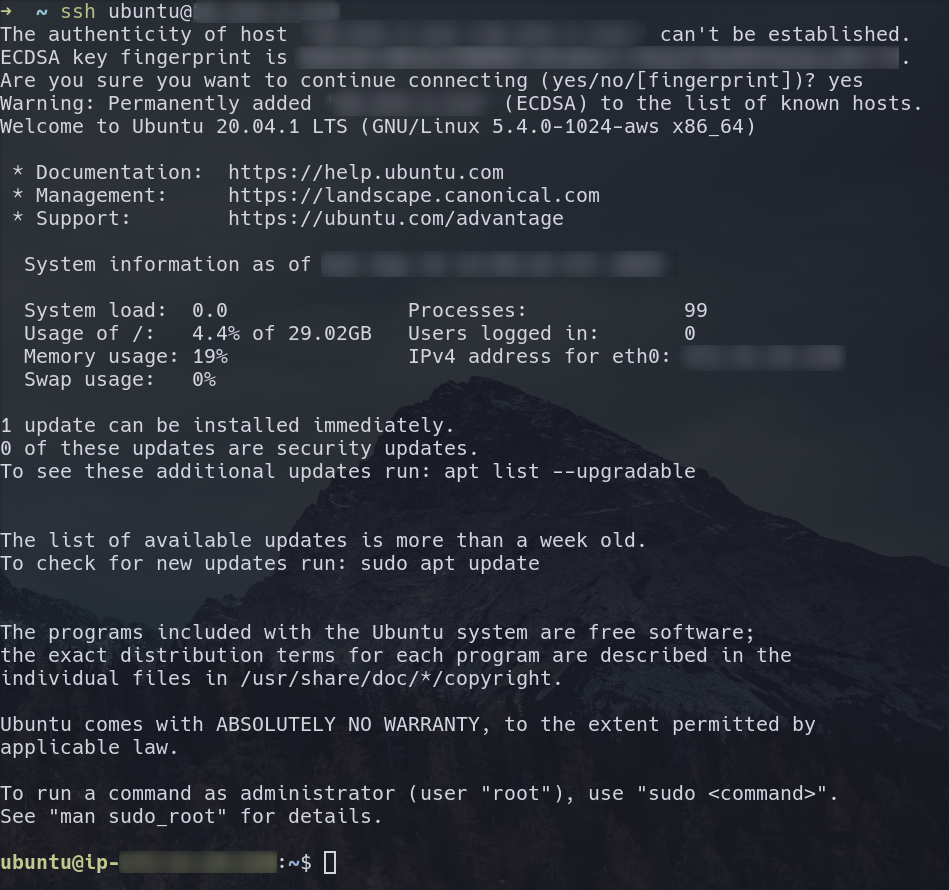 →  ~ ssh ubuntu@
The authenticity of host can't be established.
ECDSA key fingerprint is .
Are you sure you want to continue connecting (yes/no/[fingerprint])? yes
Warning: Permanently added (ECDSA) to the list of known hosts.
Welcome to Ubuntu 20.04.1 LTS (GNU/Linux 5.4.0-1024-aws x86_64)
* Documentation:  https://help.ubuntu.com
* Management:     https://landscape.canonical.com
* Support:        https://ubuntu.com/advantage
System information as of
System load:  0.0               Processes:             99
Usage of /:   4.4% of 29.02GB   Users logged in:       0
Memory usage: 19%               IPv4 address for eth0:
Swap usage:   0%
1 update can be installed immediately.
0 of these updates are security updates.
To see these additional updates run: apt list --upgradable
The list of available updates is more than a week old.
To check for new updates run: sudo apt update
The programs included with the Ubuntu system are free software;
the exact distribution terms for each program are described in the
individual files in /usr/share/doc/*/copyright.
Ubuntu comes with ABSOLUTELY NO WARRANTY, to the extent permitted by
applicable law.
To run a command as administrator (user "root"), use "sudo <command>".
See "man sudo_root" for details.
ubuntu@ip-:~$